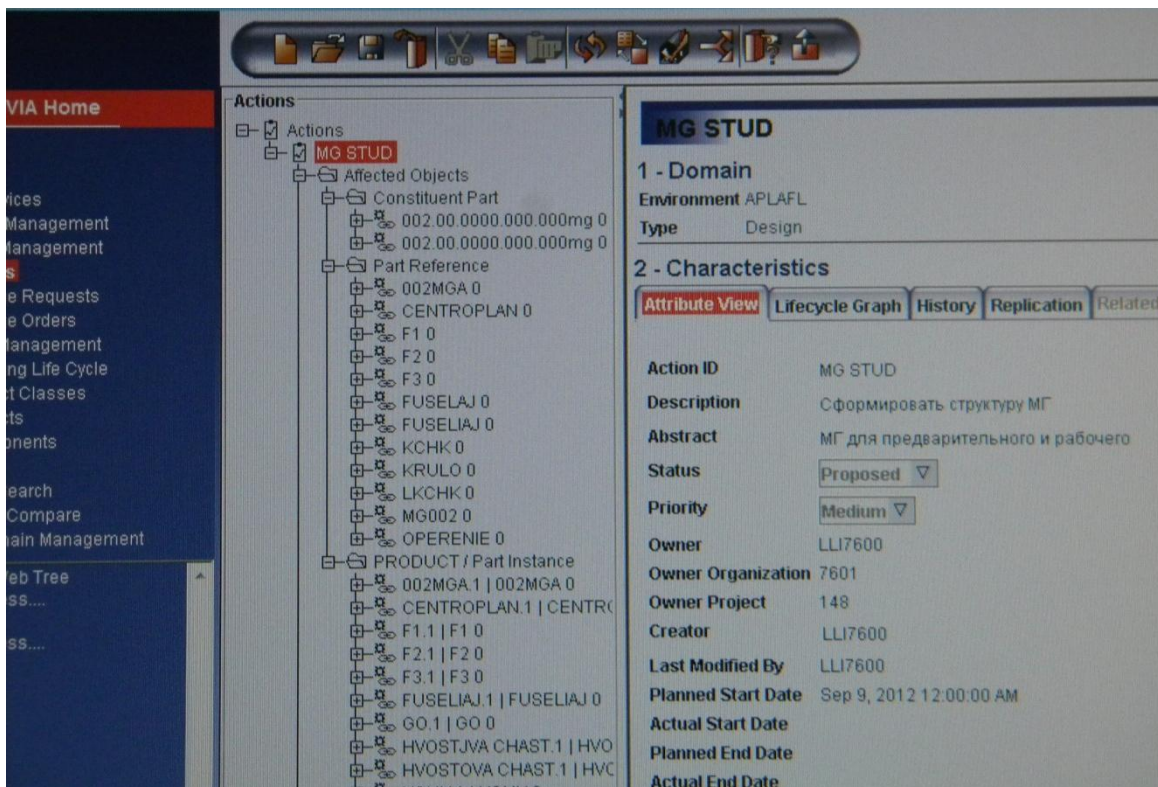 VIA Home
ices
Management
Management
s
e Requests
e Orders
Management
ng Life Cycle
t Classes
ts
onents
earch
Compare
ain Management
eb Tree
ss....
ss....
Actions
Actions
MG STUD
Affected Objects
Constituent Part
002.00.0000.000.000mg 0
002.00.0000.000.000mg 0
Part Reference
002MGA 0
CENTROPLAN 0
F1 0
F2 0
F3 0
FUSELAJ 0
FUSELIAJ 0
KCHK 0
KRULO 0
LKCHK 0
MG002 0
OPERENIE 0
PRODUCT / Part Instance
002MGA.1 | 002MGA 0
CENTROPLAN.1 | CENTRO
F1.1 | F1 0
F2.1 | F2 0
F3.1 | F3 0
FUSELIAJ.1 | FUSELIAJ 0
GO.1 | GO 0
HVOSTJVA CHAST.1 | HVO
HVOSTOVA CHAST.1 | HVC
MG STUD
1 - Domain
Environment APLAFL
Type Design
2 - Characteristics
Attribute View Lifecycle Graph History Replication Related
Action ID MG STUD
Description Сформировать структуру МГ
Abstract МГ для предварительного и рабочего
Status Proposed
Priority Medium
Owner LLI7600
Owner Organization 7601
Owner Project 148
Creator LLI7600
Last Modified By LLI7600
Planned Start Date Sep 9, 2012 12:00:00 AM
Actual Start Date
Planned End Date
Actual End Date